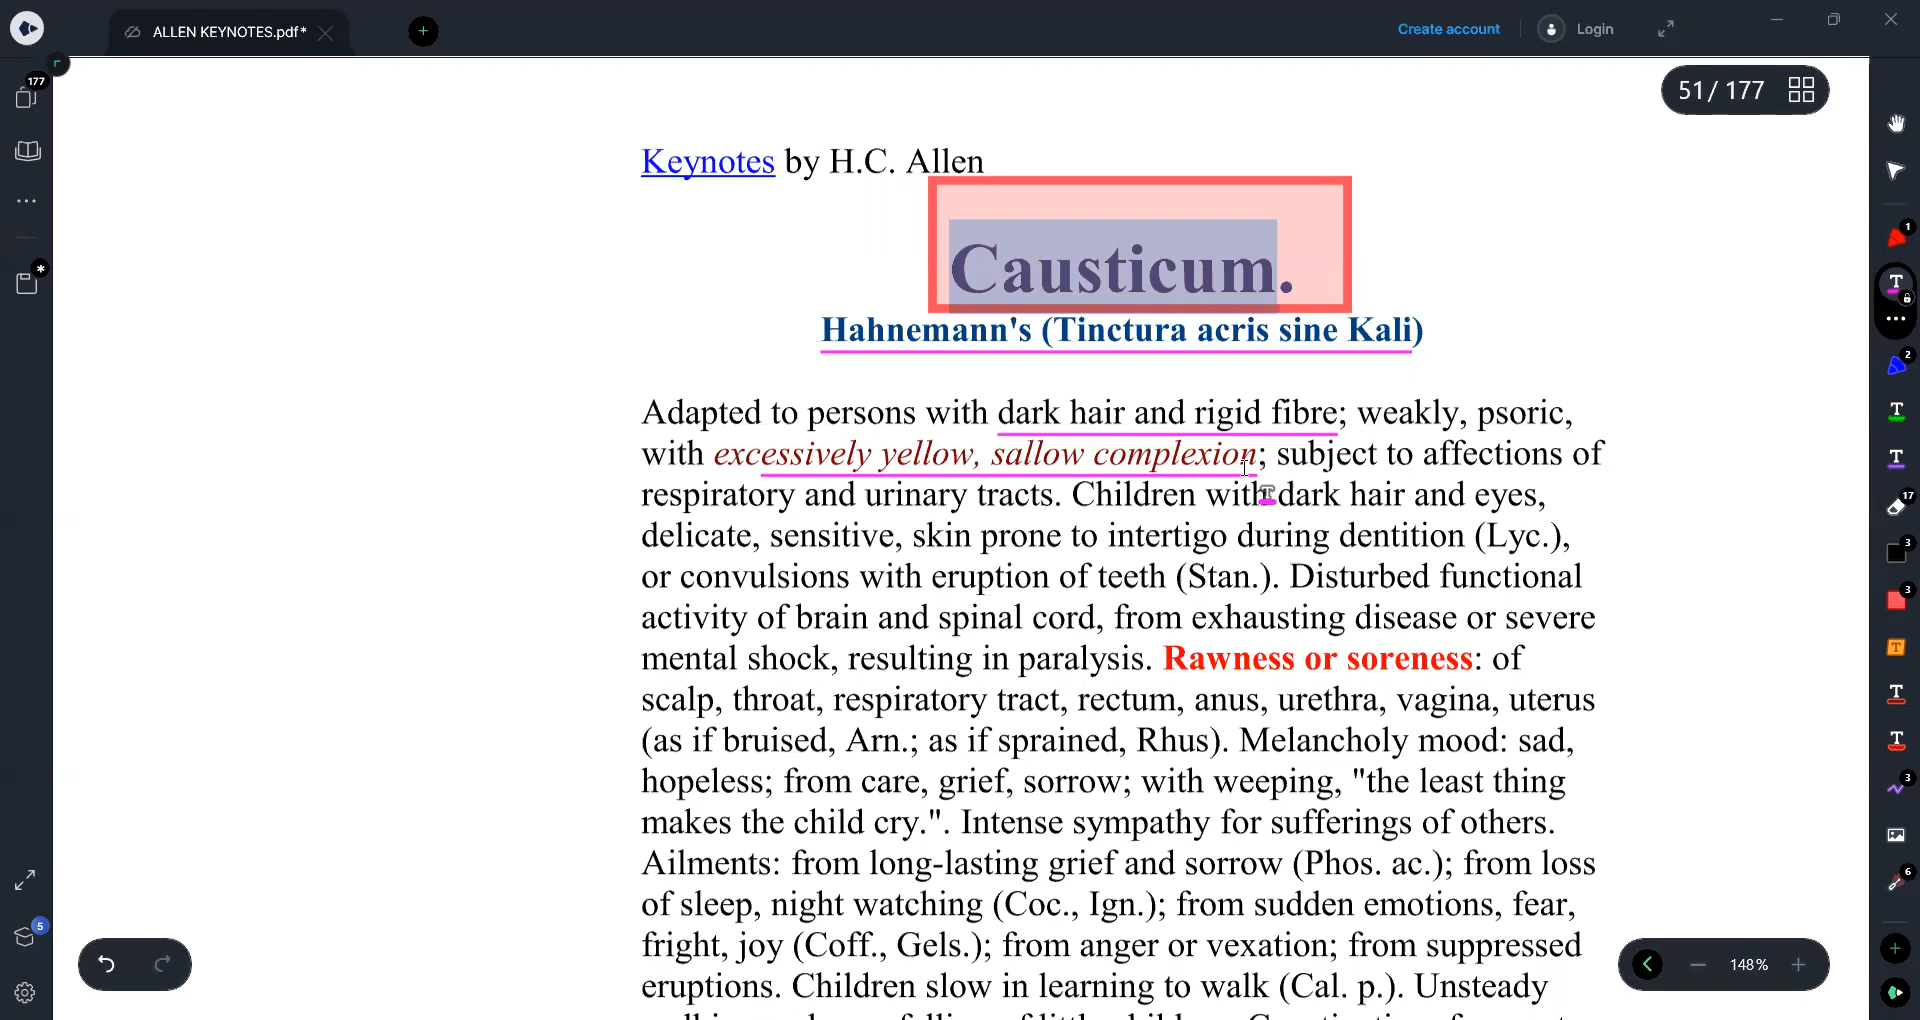 ALLEN KEYNOTES.pdf*
Create account
Login
177
51 / 177
Keynotes by H.C. Allen
Causticum.
Hahnemann's (Tinctura acris sine Kali)
Adapted to persons with dark hair and rigid fibre; weakly, psoric,
with excessively yellow, sallow complexion; subject to affections of
respiratory and urinary tracts. Children with dark hair and eyes,
delicate, sensitive, skin prone to intertigo during dentition (Lyc.),
or convulsions with eruption of teeth (Stan.). Disturbed functional
activity of brain and spinal cord, from exhausting disease or severe
mental shock, resulting in paralysis. Rawness or soreness: of
scalp, throat, respiratory tract, rectum, anus, urethra, vagina, uterus
(as if bruised, Arn.; as if sprained, Rhus). Melancholy mood: sad,
hopeless; from care, grief, sorrow; with weeping, "the least thing
makes the child cry.". Intense sympathy for sufferings of others.
Ailments: from long-lasting grief and sorrow (Phos. ac.); from loss
of sleep, night watching (Coc., Ign.); from sudden emotions, fear,
fright, joy (Coff., Gels.); from anger or vexation; from suppressed
eruptions. Children slow in learning to walk (Cal. p.). Unsteady
1
T
2
T
T
17
3
3
T
T
T
3
6
5
148%